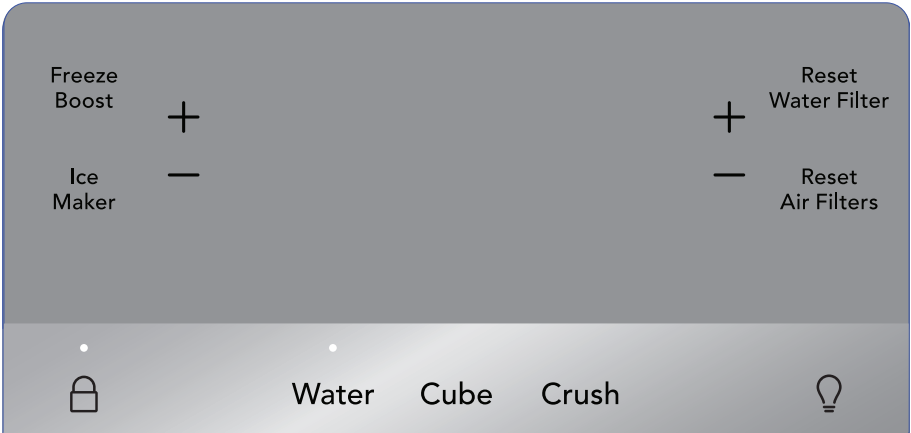 Freeze
Boost
+
Ice
Maker
−
+
Reset
Water Filter
−
Reset
Air Filters
Water Cube Crush